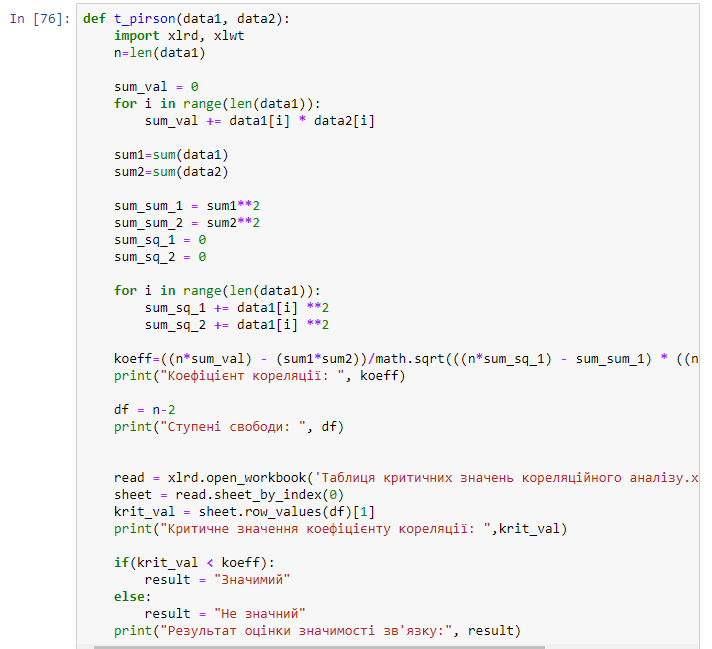 In [76]: def t_pirson(data1, data2):
    import xlrd, xlwt
    n=len(data1)
    sum_val = 0
    for i in range(len(data1)):
        sum_val += data1[i] * data2[i]
    sum1=sum(data1)
    sum2=sum(data2)
    sum_sum_1 = sum1**2
    sum_sum_2 = sum2**2
    sum_sq_1 = 0
    sum_sq_2 = 0
    for i in range(len(data1)):
        sum_sq_1 += data1[i] **2
        sum_sq_2 += data1[i] **2
    koeff=((n*sum_val) - (sum1*sum2))/math.sqrt(((n*sum_sq_1) - sum_sum_1) * ((n
    print("Коефіцієнт кореляції: ", koeff)
    df = n-2
    print("Ступені свободи: ", df)
    read = xlrd.open_workbook('Таблиця критичних значень кореляційного аналізу.x
    sheet = read.sheet_by_index(0)
    krit_val = sheet.row_values(df)[1]
    print("Критичне значення коефіцієнту кореляції: ",krit_val)
    if(krit_val < koeff):
        result = "Значимий"
    else:
        result = "Не значний"
    print("Результат оцінки значимості зв'язку:", result)